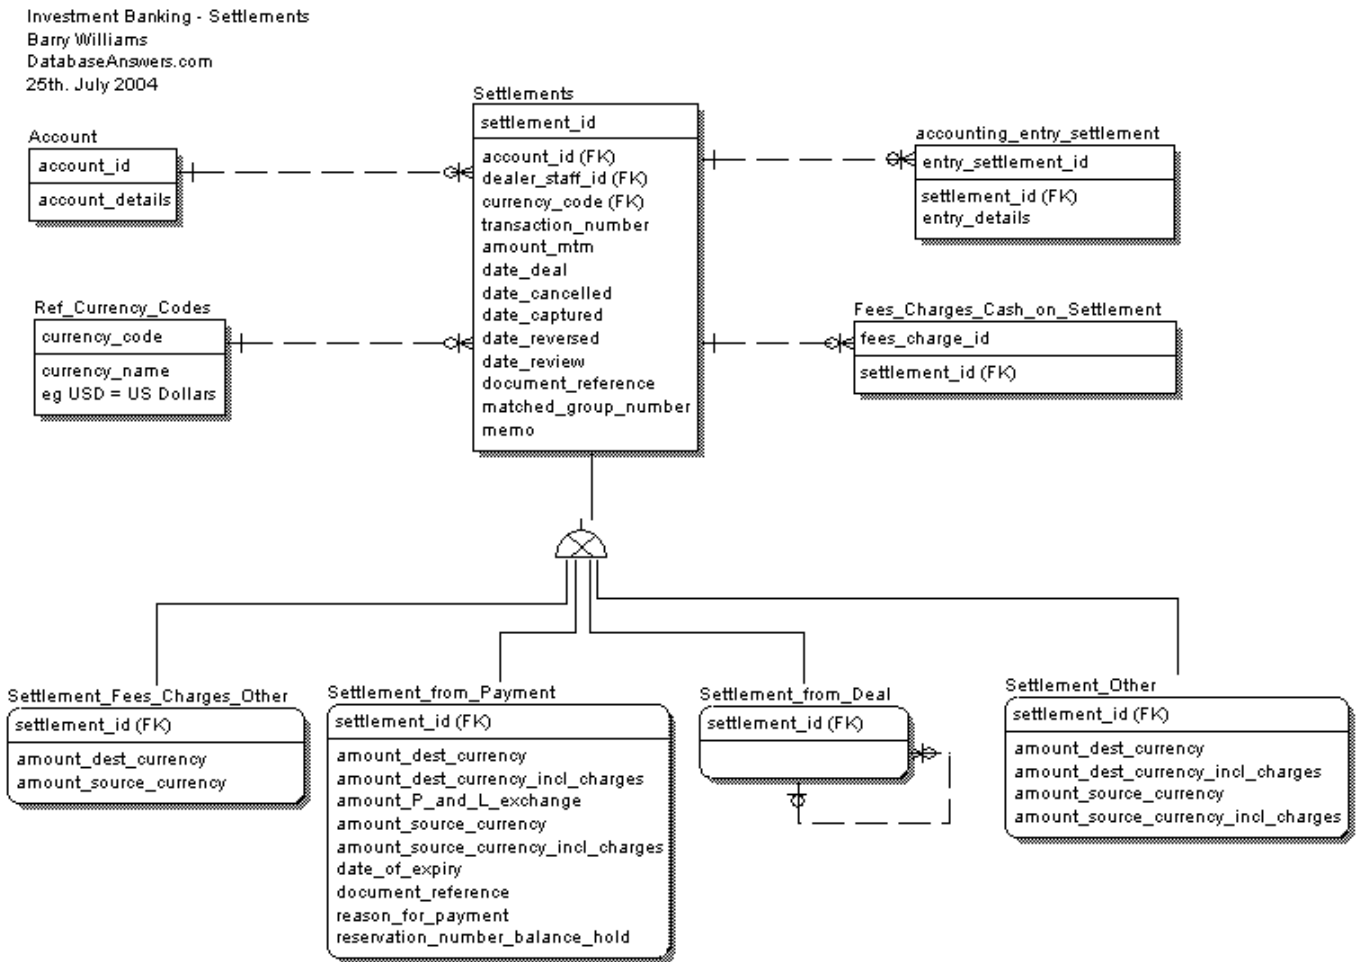 Investment Banking - Settlements
Barry Williams
DatabaseAnswers.com
25th. July 2004
Settlements
settlement_id
account_id (FK)
dealer_staff_id (FK)
currency_code (FK)
transaction_number
amount_mtm
date_deal
date_cancelled
date_captured
date_reversed
date_review
document_reference
matched_group_number
memo
Account
account_id
account_details
accounting_entry_settlement
entry_settlement_id
settlement_id (FK)
entry_details
Ref_Currency_Codes
currency_code
currency_name
eg USD = US Dollars
Fees_Charges_Cash_on_Settlement
fees_charge_id
settlement_id (FK)
Settlement_Fees_Charges_Other
settlement_id (FK)
amount_dest_currency
amount_source_currency
Settlement_from_Payment
settlement_id (FK)
amount_dest_currency
amount_dest_currency_incl_charges
amount_P_and_L_exchange
amount_source_currency
amount_source_currency_incl_charges
date_of_expiry
document_reference
reason_for_payment
reservation_number_balance_hold
Settlement_from_Deal
settlement_id (FK)
Settlement_Other
settlement_id (FK)
amount_dest_currency
amount_dest_currency_incl_charges
amount_source_currency
amount_source_currency_incl_charges